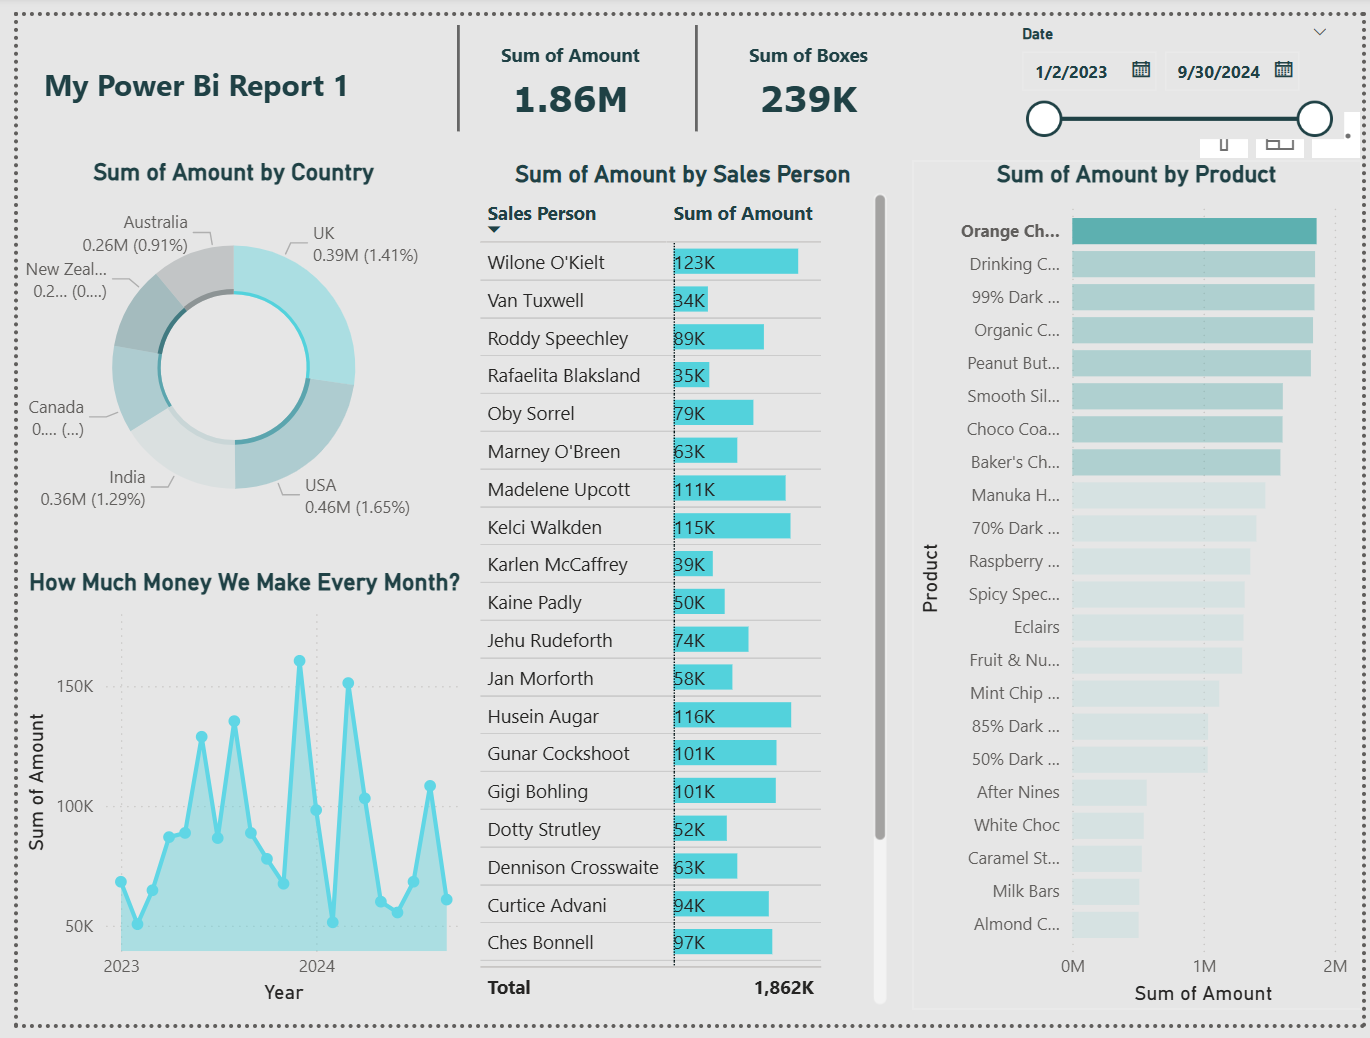 My Power Bi Report 1
Sum of Amount
1.86M
Sum of Boxes
239K
Date
1/2/2023
9/30/2024
Sum of Amount by Country
Australia
0.26M (0.91%)
UK
0.39M (1.41%)
New Zeal...
0.2... (0....)
Canada
0.... (...)
India
0.36M (1.29%)
USA
0.46M (1.65%)
How Much Money We Make Every Month?
Sum of Amount
150K
100K
50K
2023
2024
Year
Sum of Amount by Sales Person
Sales Person Sum of Amount
Wilone O'Kielt 123K
Van Tuxwell 34K
Roddy Speechley 89K
Rafaelita Blaksland 35K
Oby Sorrel 79K
Marney O'Breen 63K
Madelene Upcott 111K
Kelci Walkden 115K
Karlen McCaffrey 39K
Kaine Padly 50K
Jehu Rudeforth 74K
Jan Morforth 58K
Husein Augar 116K
Gunar Cockshoot 101K
Gigi Bohling 101K
Dotty Strutley 52K
Dennison Crosswaite 63K
Curtice Advani 94K
Ches Bonnell 97K
Total 1,862K
Sum of Amount by Product
Product
Orange Ch...
Drinking C...
99% Dark ...
Organic C...
Peanut But...
Smooth Sil...
Choco Coa...
Baker's Ch...
Manuka H...
70% Dark ...
Raspberry ...
Spicy Spec...
Eclairs
Fruit & Nu...
Mint Chip ...
85% Dark ...
50% Dark ...
After Nines
White Choc
Caramel St...
Milk Bars
Almond C...
0M
1M
2M
Sum of Amount